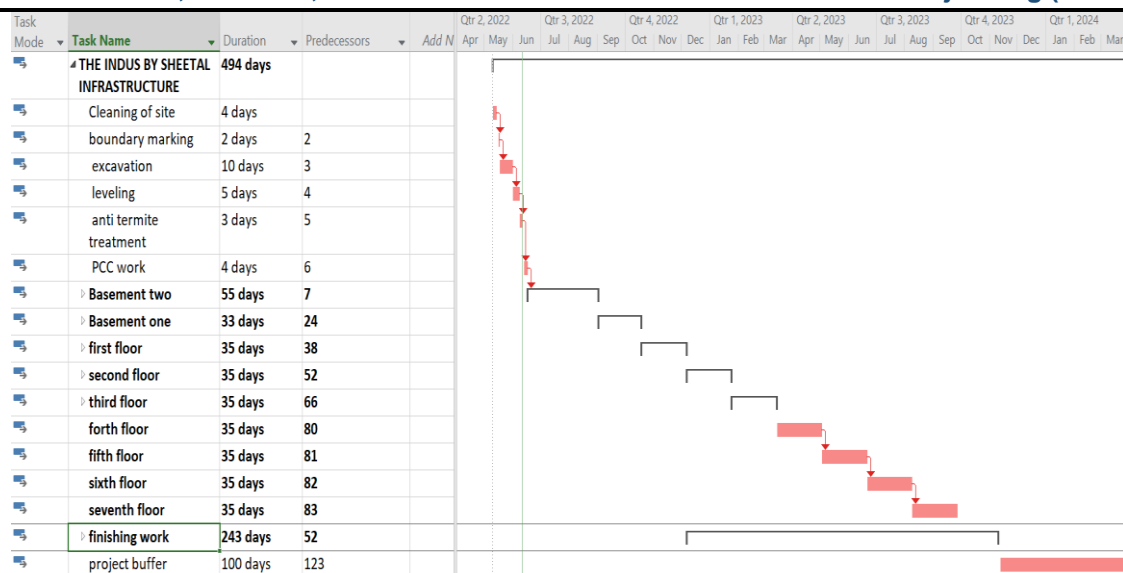 Task Qtr 2, 2022 Qtr 3, 2022 Qtr 4, 2022 Qtr 1, 2023 Qtr 2, 2023 Qtr 3, 2023 Qtr 4, 2023 Qtr 1, 2024
Mode Task Name Duration Predecessors Add N Apr May Jun Jul Aug Sep Oct Nov Dec Jan Feb Mar Apr May Jun Jul Aug Sep Oct Nov Dec Jan Feb Mar
THE INDUS BY SHEETAL 494 days
INFRASTRUCTURE
Cleaning of site 4 days
boundary marking 2 days 2
excavation 10 days 3
leveling 5 days 4
anti termite 3 days 5
treatment
PCC work 4 days 6
Basement two 55 days 7
Basement one 33 days 24
first floor 35 days 38
second floor 35 days 52
third floor 35 days 66
forth floor 35 days 80
fifth floor 35 days 81
sixth floor 35 days 82
seventh floor 35 days 83
finishing work 243 days 52
project buffer 100 days 123